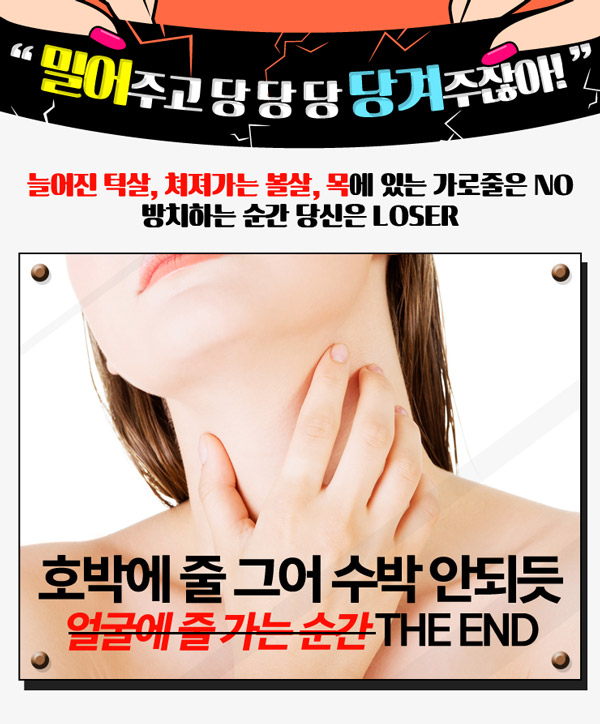 “밀어주고 당 당 당 당겨주잖아!”
늘어진 턱살, 쳐져가는 볼살, 목에 있는 가로줄은 NO
방치하는 순간 당신은 LOSER
호박에 줄 그어 수박 안되듯
얼굴에 줄 가는 순간 THE END